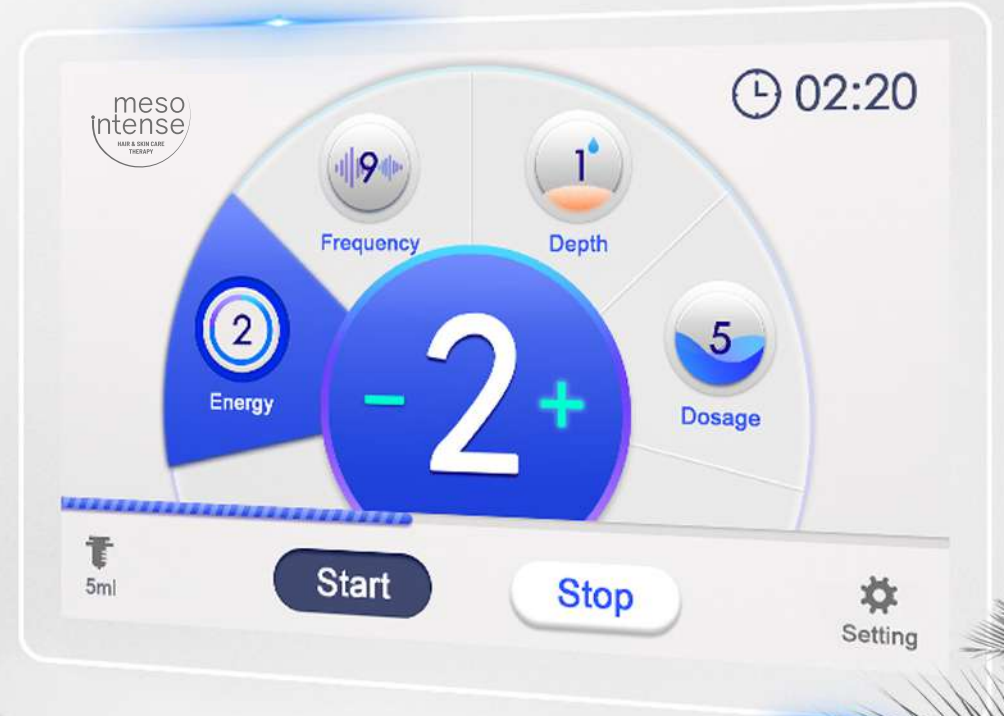 meso
intense
HAIR & SKIN CARE
THERAPY
02:20
9
Frequency
1
Depth
2
Energy
5
Dosage
- 2 +
5ml
Start
Stop
Setting